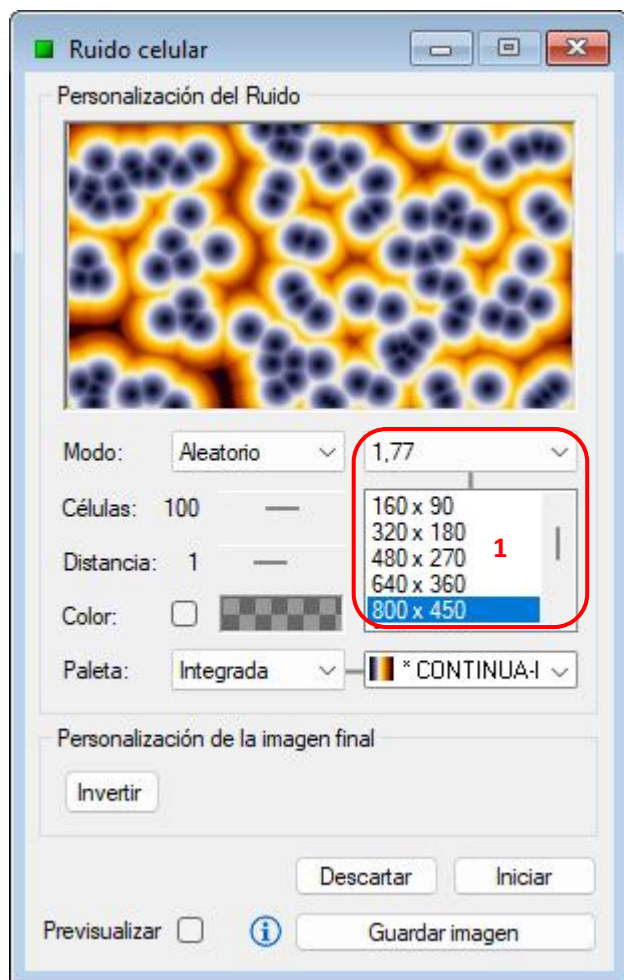 Ruido celular
Personalización del Ruido
Modo: Aleatorio 1,77
Células: 100
160 x 90
320 x 180
480 x 270
640 x 360
800 x 450
1
Distancia: 1
Color:
Paleta: Integrada * CONTINUA-I
Personalización de la imagen final
Invertir
Descartar Iniciar
Previsualizar Guardar imagen